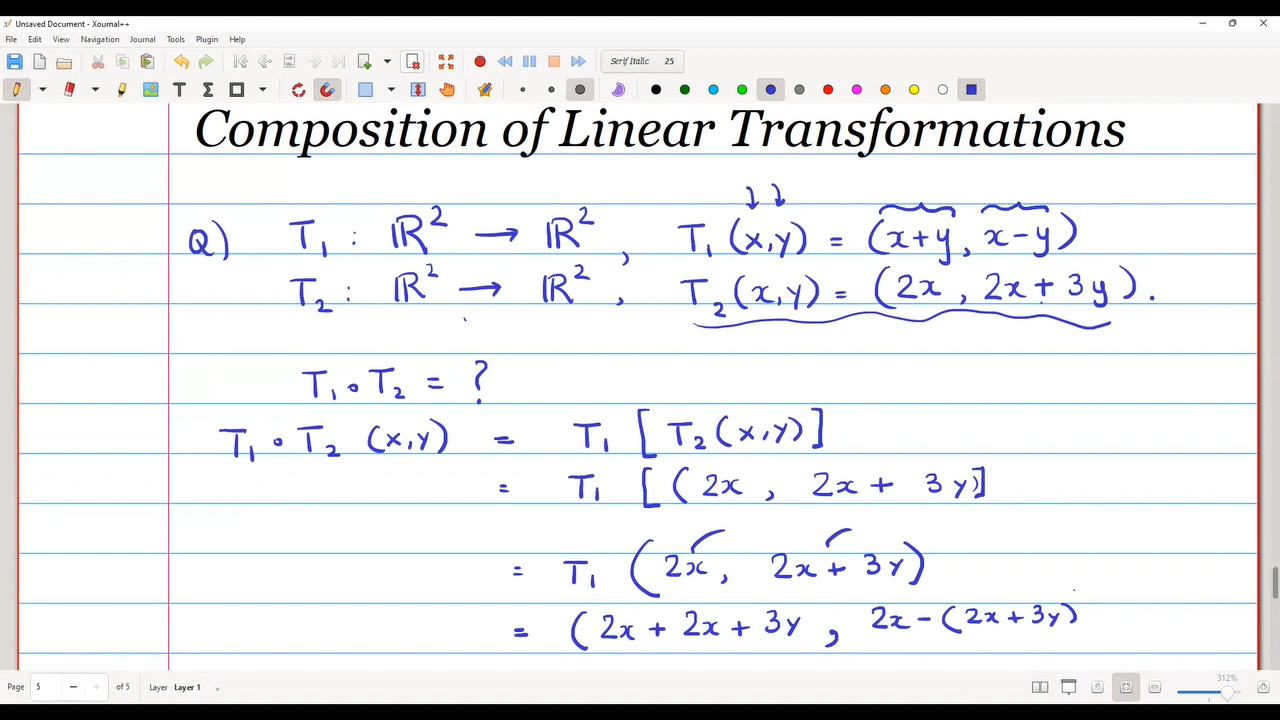 Unsaved Document - Xournal++
File Edit View Navigation Journal Tools Plugin Help
Serif Italic 25
Composition of Linear Transformations
Q) T₁ : ℝ² → ℝ² , T₁ (x,y) = (x+y, x-y)
T₂ : ℝ² → ℝ² , T₂ (x,y) = (2x , 2x + 3y) .
T₁ ∘ T₂ = ?
T₁ ∘ T₂ (x,y) = T₁ [ T₂ (x,y) ]
= T₁ [ ( 2x , 2x + 3y ) ]
= T₁ ( 2x , 2x + 3y )
= ( 2x + 2x + 3y , 2x - ( 2x + 3y )
Page 5 of 5 Layer Layer 1 312%